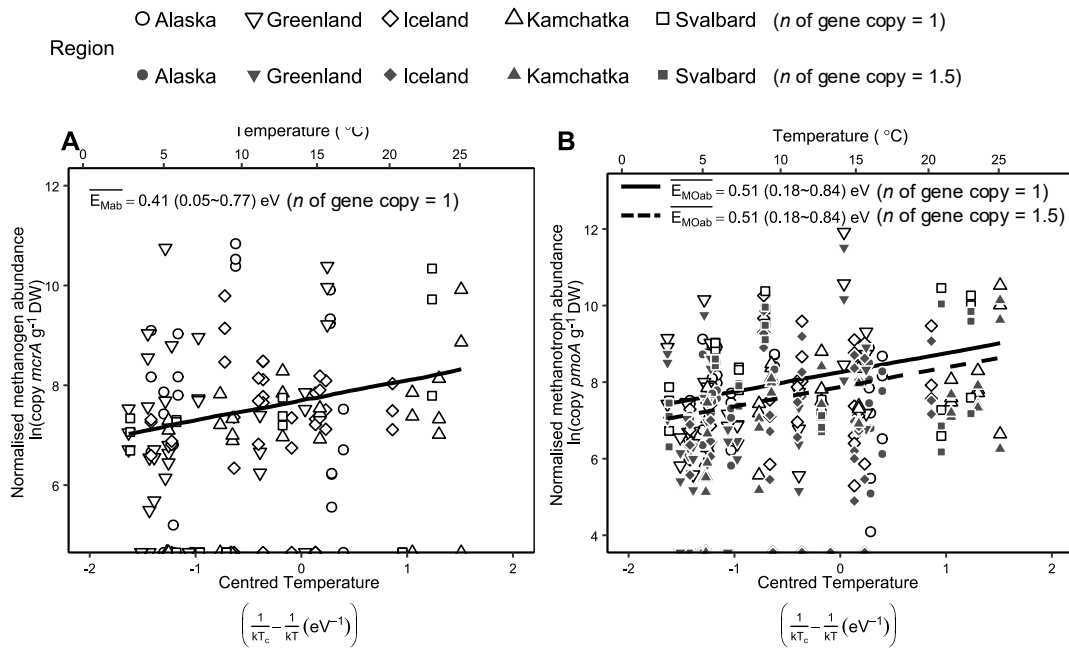 Alaska Greenland Iceland Kamchatka Svalbard (n of gene copy = 1)
Region
Alaska Greenland Iceland Kamchatka Svalbard (n of gene copy = 1.5)
A
Temperature ( °C)
0 5 10 15 20 25
E_Mab = 0.41 (0.05~0.77) eV (n of gene copy = 1)
Normalised methanogen abundance
ln(copy mcrA g-1 DW)
12
10
8
6
-2 -1 0 1 2
Centred Temperature
(1/kTc − 1/kT (eV−1))
B
Temperature ( °C)
0 5 10 15 20 25
E_MOab = 0.51 (0.18~0.84) eV (n of gene copy = 1)
E_MOab = 0.51 (0.18~0.84) eV (n of gene copy = 1.5)
Normalised methanotroph abundance
ln(copy pmoA g-1 DW)
12
10
8
6
4
-2 -1 0 1 2
Centred Temperature
(1/kTc − 1/kT (eV−1))